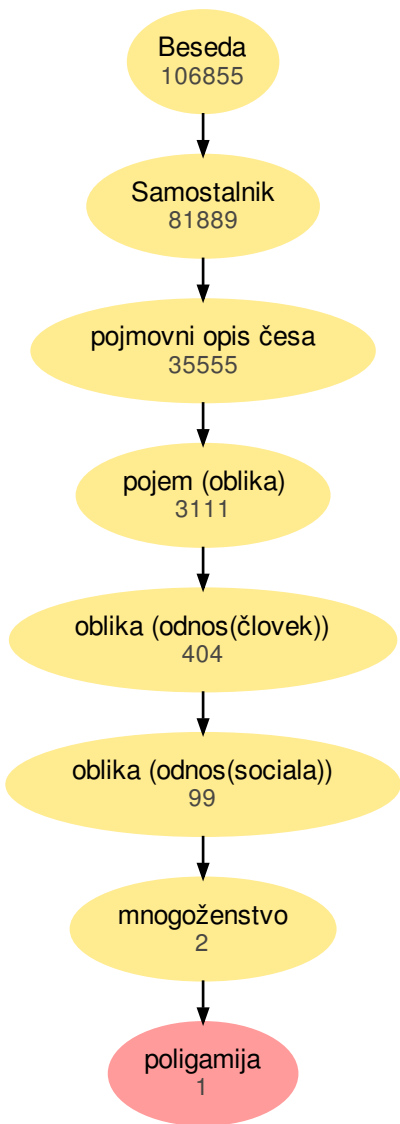 Beseda
106855
Samostalnik
81889
pojmovni opis česa
35555
pojem (oblika)
3111
oblika (odnos(človek))
404
oblika (odnos(sociala))
99
mnogoženstvo
2
poligamija
1